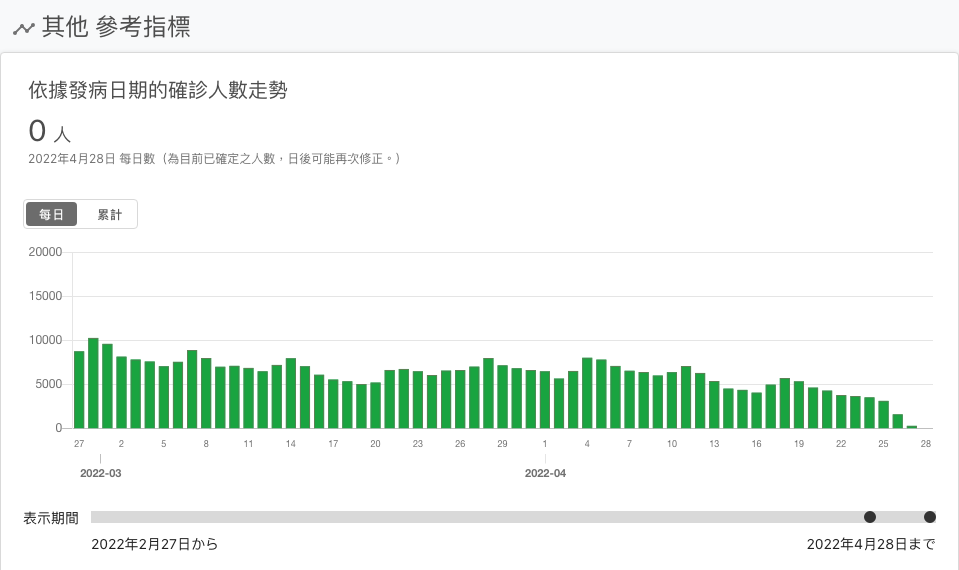 其他 參考指標
依據發病日期的確診人數走勢
0 人
2022年4月28日 每日數（為目前已確定之人數，日後可能再次修正。）
每日 累計
20000
15000
10000
5000
0
27 2 5 8 11 14 17 20 23 26 29 1 4 7 10 13 16 19 22 25 28
2022-03 2022-04
表示期間
2022年2月27日から 2022年4月28日まで